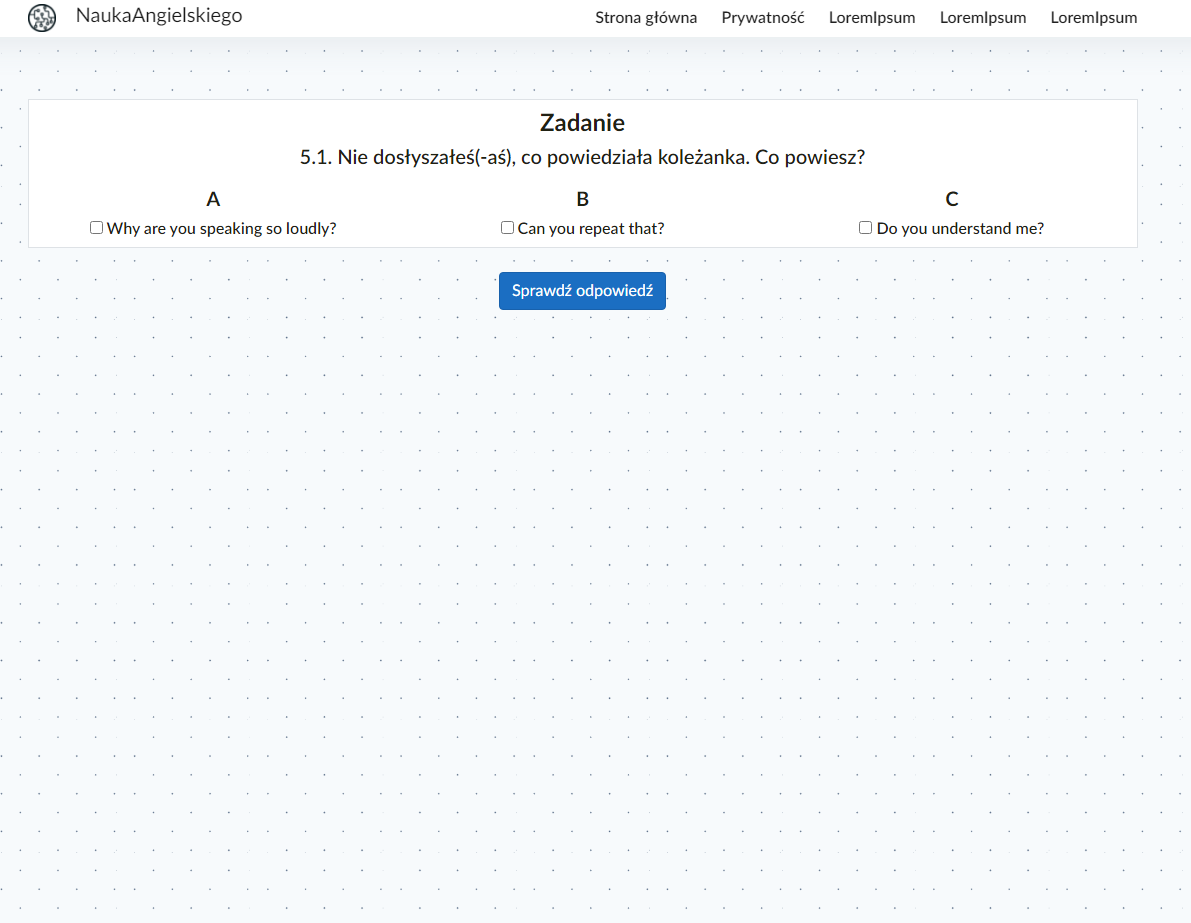 NaukaAngielskiego Strona główna Prywatność LoremIpsum LoremIpsum LoremIpsum
Zadanie
5.1. Nie dosłyszałeś(-aś), co powiedziała koleżanka. Co powiesz?
A B C
Why are you speaking so loudly? Can you repeat that? Do you understand me?
Sprawdź odpowiedź